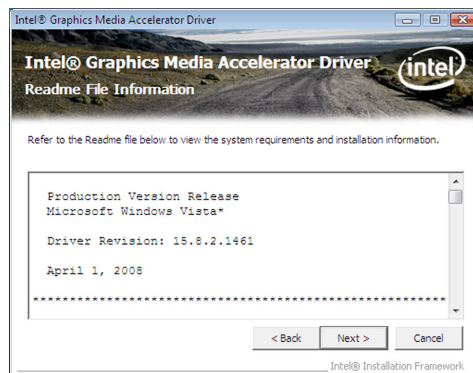 Intel® Graphics Media Accelerator Driver
Intel® Graphics Media Accelerator Driver
intel
Readme File Information
Refer to the Readme file below to view the system requirements and installation information.
Production Version Release
Microsoft Windows Vista*
Driver Revision: 15.8.2.1461
April 1, 2008
********************************************************
< Back Next > Cancel
Intel® Installation Framework